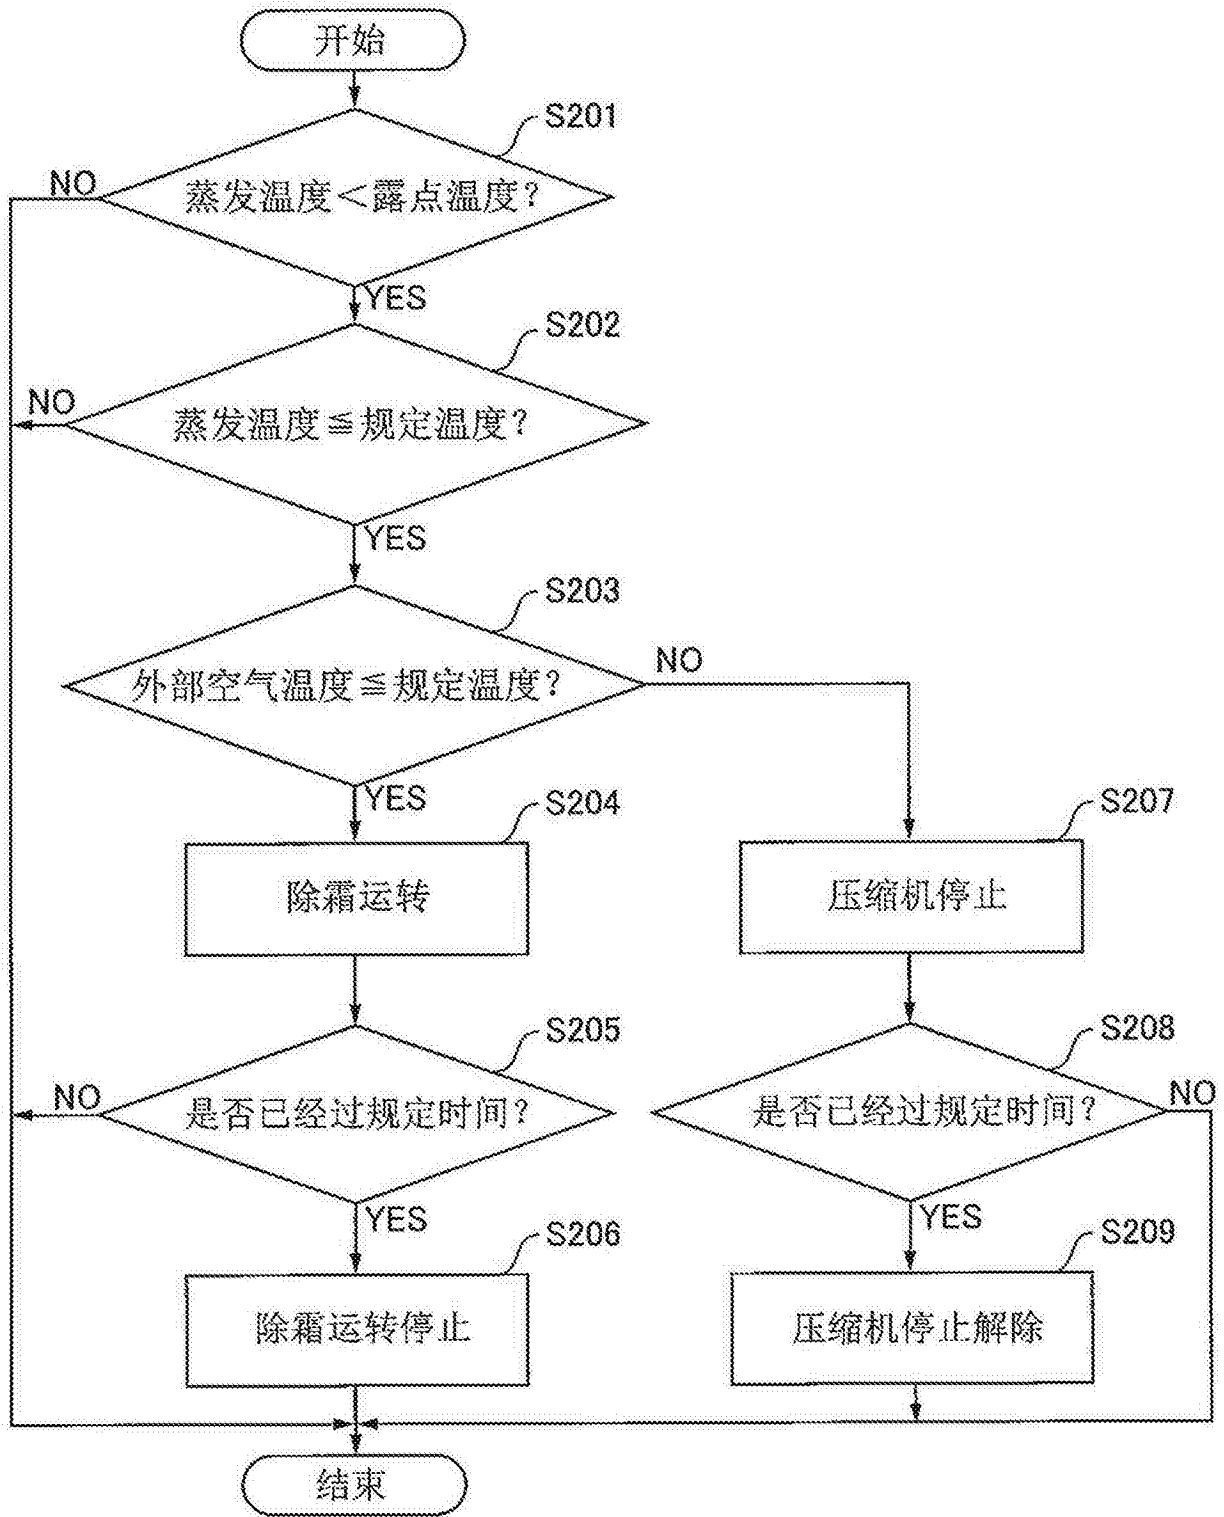 开始
S201
NO
蒸发温度＜露点温度？
YES
S202
NO
蒸发温度≦规定温度？
YES
S203
NO
外部空气温度≦规定温度？
YES
S204
S207
除霜运转
压缩机停止
S205
S208
NO
是否已经过规定时间？
是否已经过规定时间？
NO
YES
YES
S206
S209
除霜运转停止
压缩机停止解除
结束